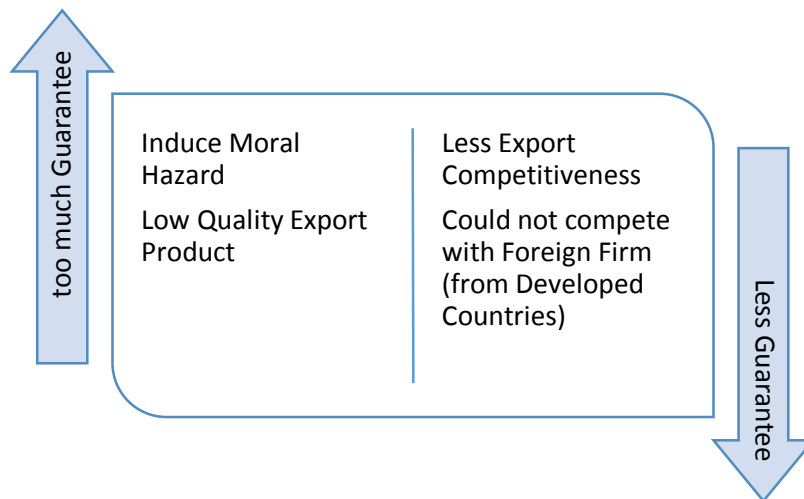 too much Guarantee
Induce Moral
Hazard
Low Quality Export
Product
Less Export
Competitiveness
Could not compete
with Foreign Firm
(from Developed
Countries)
Less Guarantee